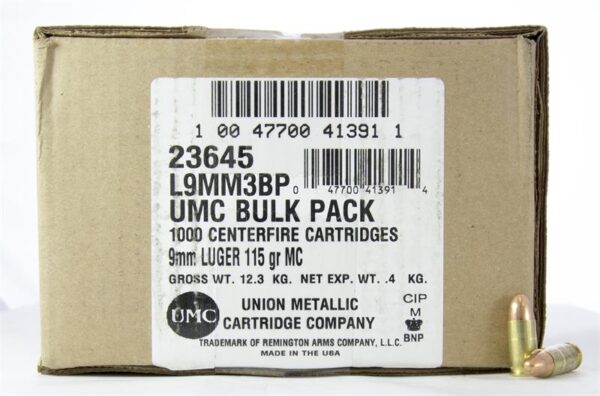 1 00 47700 41391 1
23645
L9MM3BP
0 47700 41391 4
UMC BULK PACK
1000 CENTERFIRE CARTRIDGES
9mm LUGER 115 gr MC
GROSS WT. 12.3 KG. NET EXP. WT. .4 KG.
UMC
UNION METALLIC
CARTRIDGE COMPANY
CIP
M
BNP
TRADEMARK OF REMINGTON ARMS COMPANY, L.L.C.
MADE IN THE USA